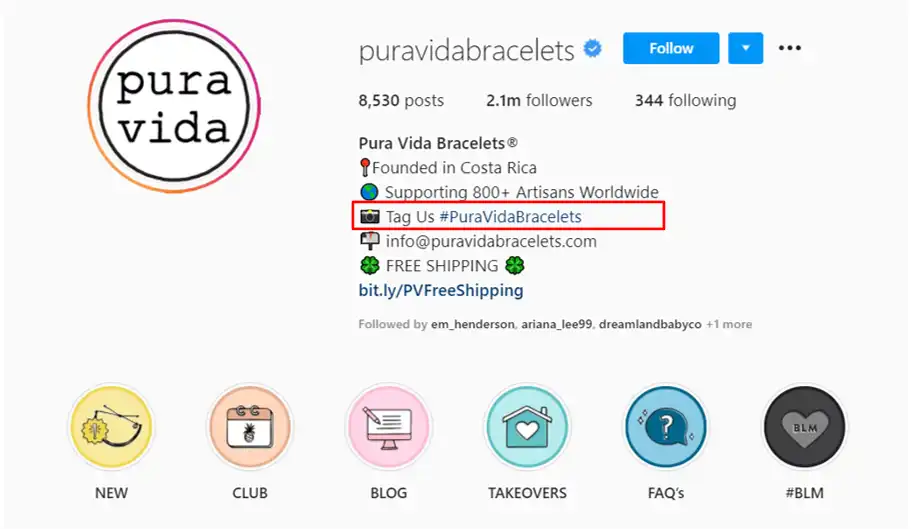 pura
vida
puravidabracelets
Follow
8,530 posts 2.1m followers 344 following
Pura Vida Bracelets®
Founded in Costa Rica
Supporting 800+ Artisans Worldwide
Tag Us #PuraVidaBracelets
info@puravidabracelets.com
FREE SHIPPING
bit.ly/PVFreeShipping
Followed by em_henderson, ariana_lee99, dreamlandbabyco +1 more
?
BLM
NEW CLUB BLOG TAKEOVERS FAQ's #BLM